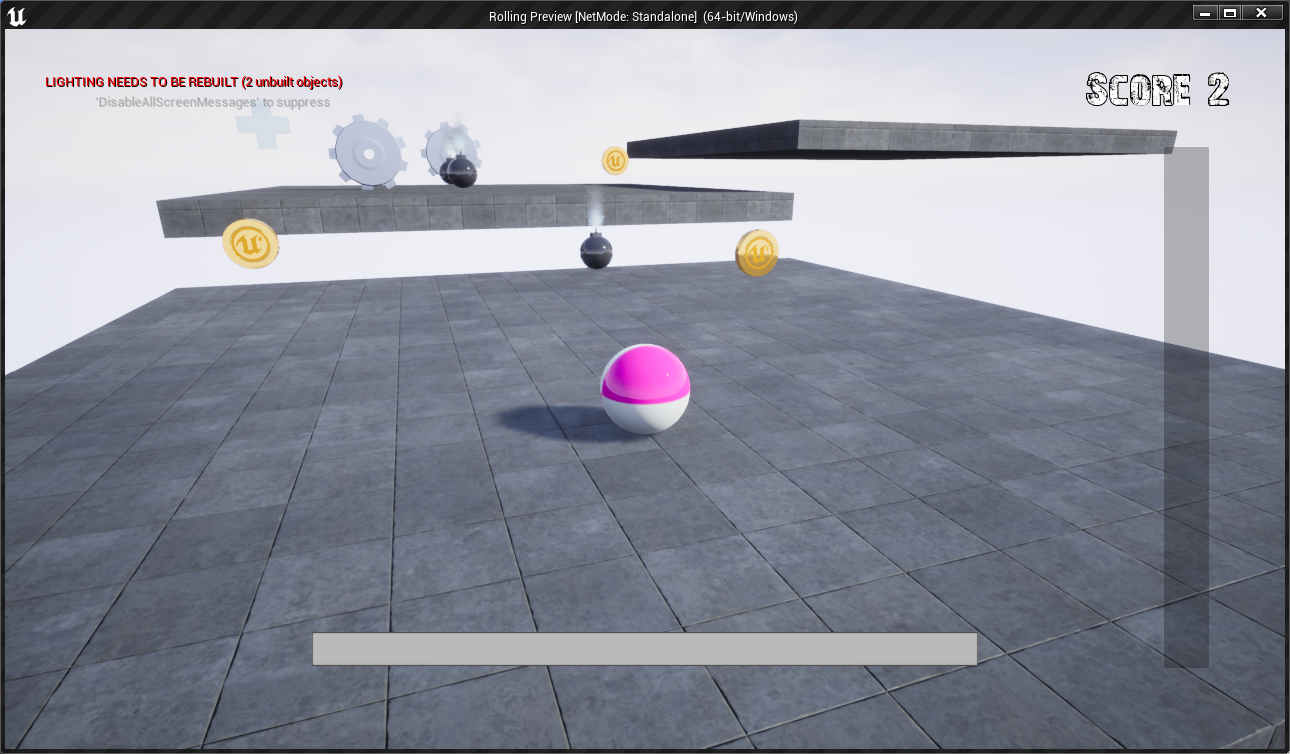 Rolling Preview [NetMode: Standalone] (64-bit/Windows)
LIGHTING NEEDS TO BE REBUILT (2 unbuilt objects)
'DisableAllScreenMessages' to suppress
SCORE 2